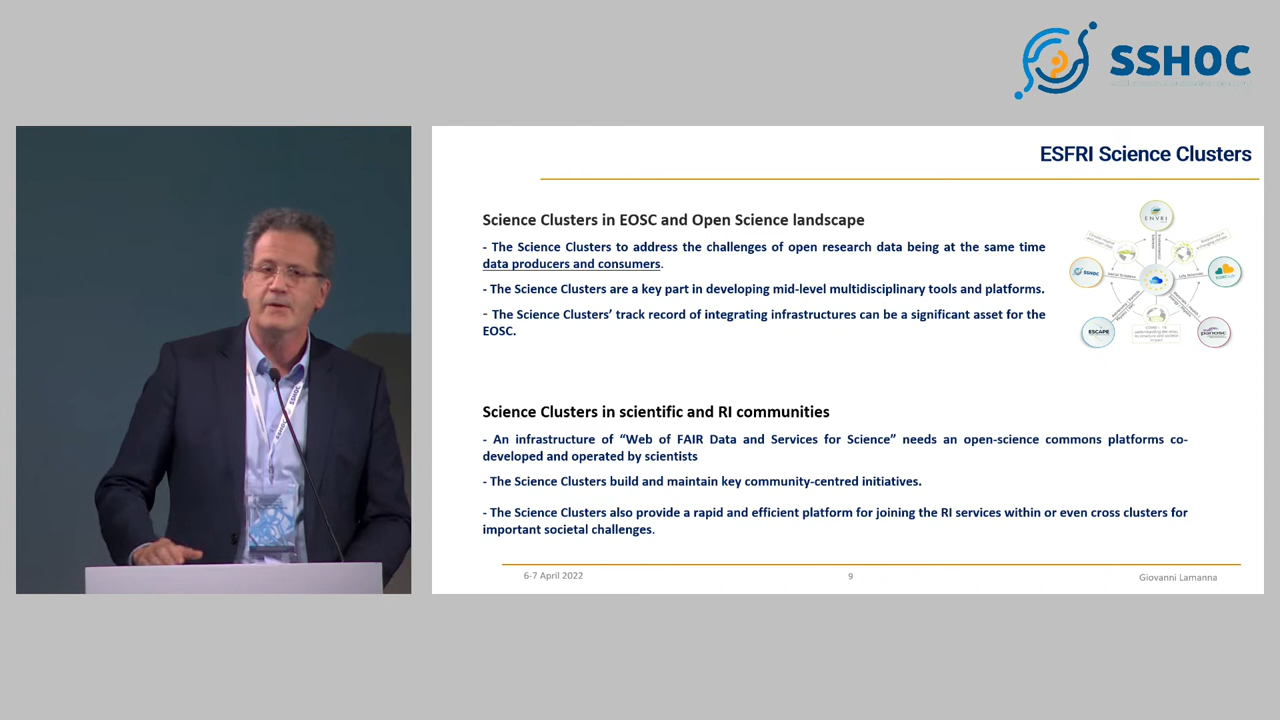 SSHOC
ESFRI Science Clusters
Science Clusters in EOSC and Open Science landscape
- The Science Clusters to address the challenges of open research data being at the same time
data producers and consumers.
- The Science Clusters are a key part in developing mid-level multidisciplinary tools and platforms.
- The Science Clusters’ track record of integrating infrastructures can be a significant asset for the
EOSC.
ENVRI
SSHOC
ESCAPE
panosc
Science Clusters in scientific and RI communities
- An infrastructure of “Web of FAIR Data and Services for Science” needs an open-science commons platforms co-
developed and operated by scientists
- The Science Clusters build and maintain key community-centred initiatives.
- The Science Clusters also provide a rapid and efficient platform for joining the RI services within or even cross clusters for
important societal challenges.
6-7 April 2022
9
Giovanni Lamanna
SSHOC